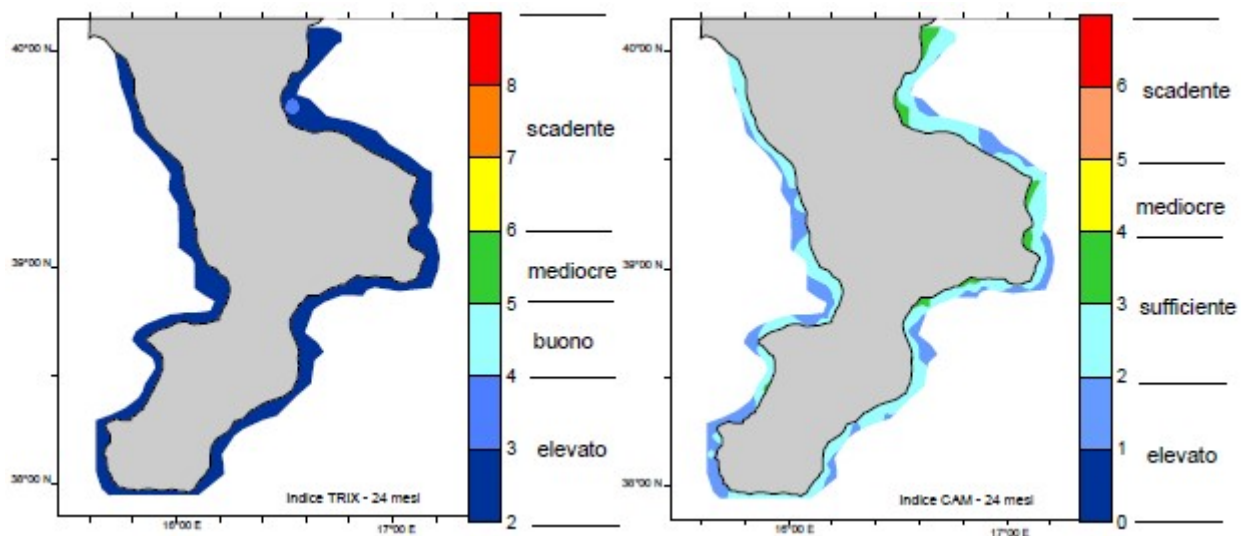 40°00 N
39°00 N
38°00 N
16°00 E
17°00 E
Indice TRIX - 24 mesi
8
7
6
5
4
3
2
scadente
mediocre
buono
elevato
40°00 N
39°00 N
38°00 N
16°00 E
17°00 E
Indice CAM - 24 mesi
6
5
4
3
2
1
0
scadente
mediocre
sufficiente
elevato